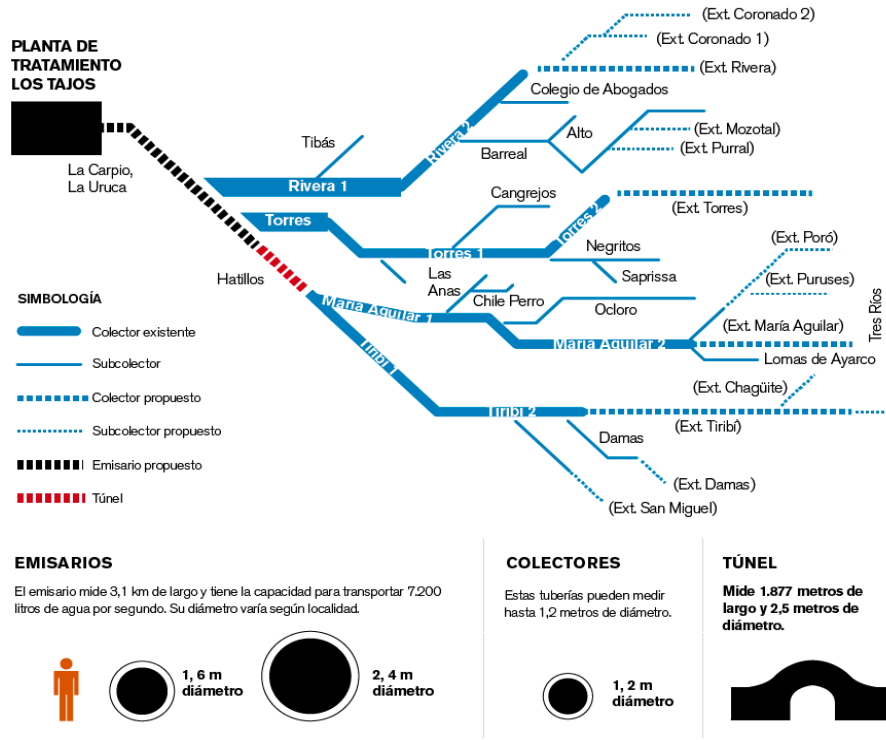 PLANTA DE
TRATAMIENTO
LOS TAJOS
(Ext. Coronado 2)
(Ext. Coronado 1)
(Ext. Rivera)
Colegio de Abogados
Rivera 2
Tibás
Alto
(Ext. Mozotal)
Barreal
(Ext. Purral)
La Carpio,
La Uruca
Rivera 1
Cangrejos
Torres
Torres 2
(Ext. Torres)
Torres 1
Negritos
(Ext. Poró)
Hatillos
Las
Anas
Saprissa
(Ext. Puruses)
Chile Perro
Ocloro
María Aguilar 1
(Ext. María Aguilar)
Tres Ríos
María Aguilar 2
Lomas de Ayarco
Tiribí 1
(Ext. Chagüite)
Tiribí 2
(Ext. Tiribí)
Damas
(Ext. Damas)
(Ext. San Miguel)
SIMBOLOGÍA
Colector existente
Subcolector
Colector propuesto
Subcolector propuesto
Emisario propuesto
Túnel
EMISARIOS
El emisario mide 3,1 km de largo y tiene la capacidad para transportar 7.200
litros de agua por segundo. Su diámetro varía según localidad.
1, 6 m
diámetro
2, 4 m
diámetro
COLECTORES
Estas tuberías pueden medir
hasta 1,2 metros de diámetro.
1, 2 m
diámetro
TÚNEL
Mide 1.877 metros de
largo y 2,5 metros de
diámetro.